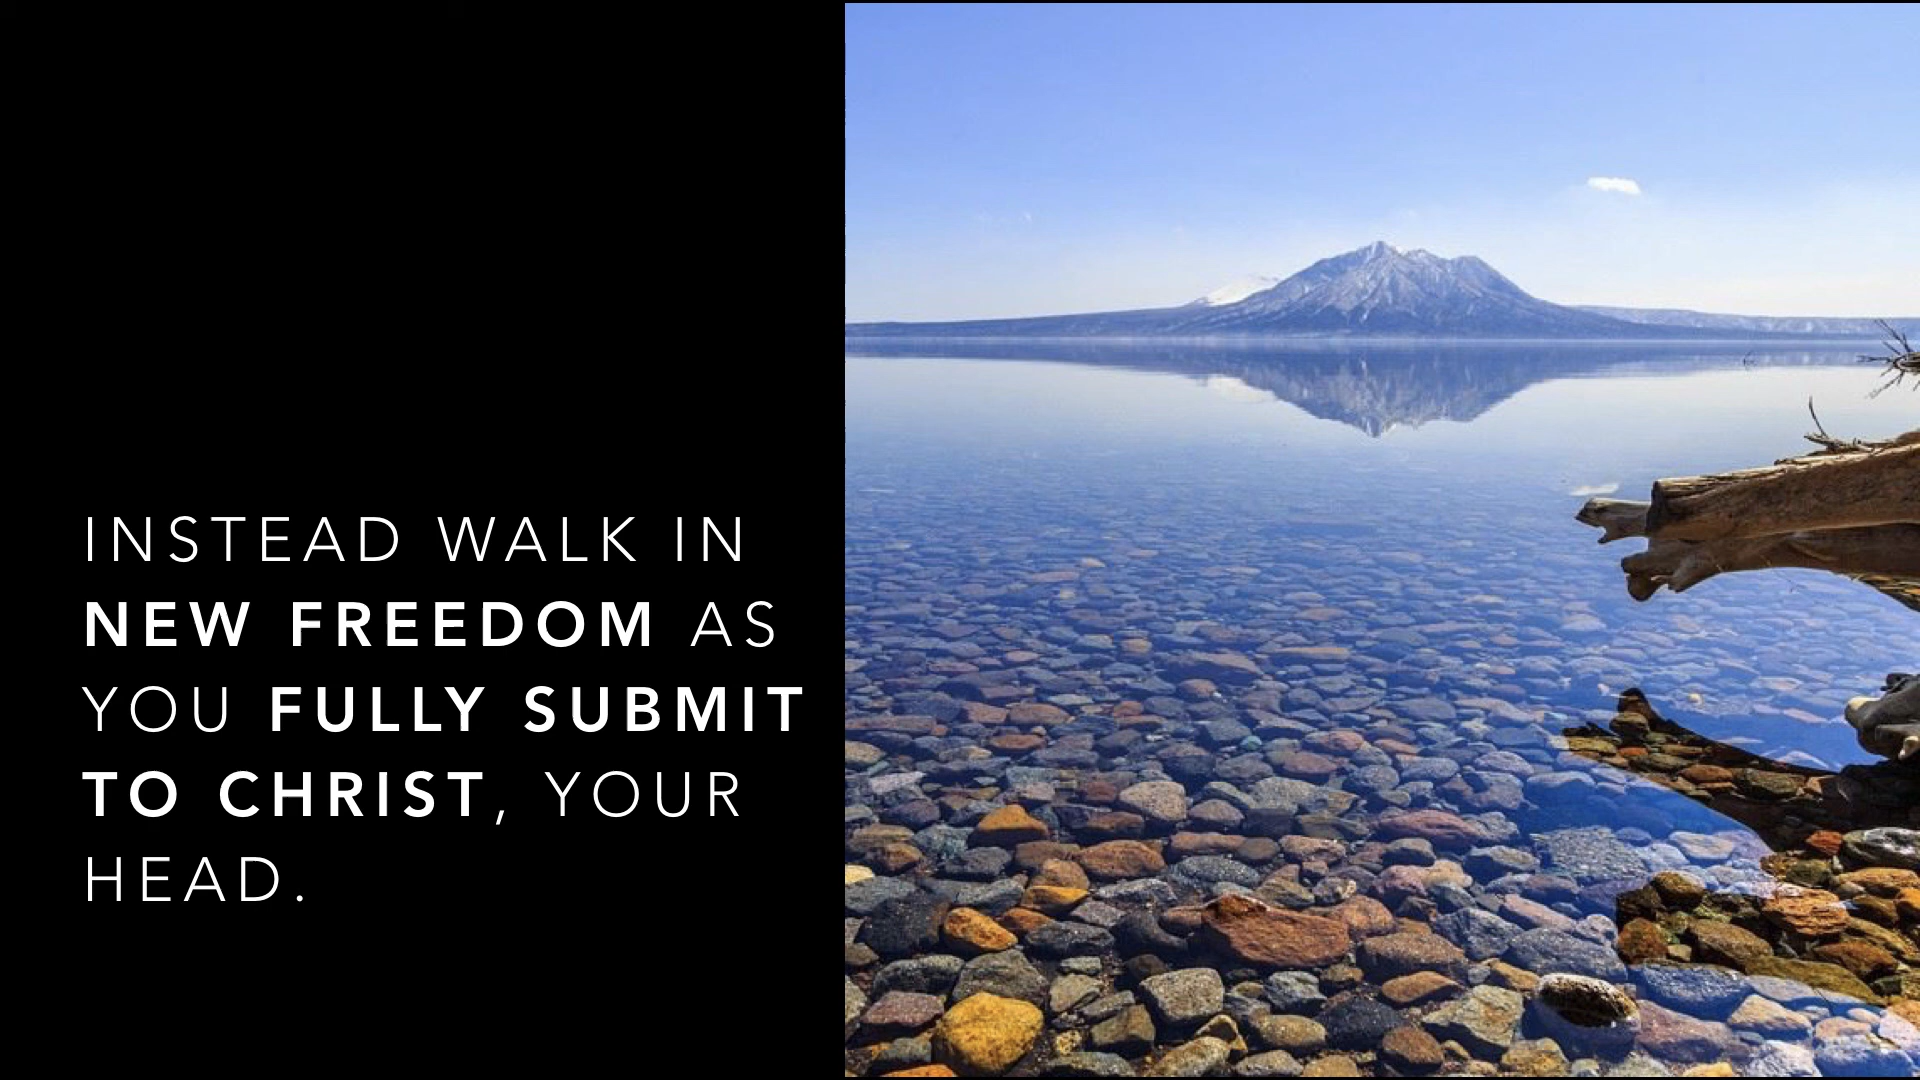 INSTEAD WALK IN
NEW FREEDOM AS
YOU FULLY SUBMIT
TO CHRIST, YOUR
HEAD.